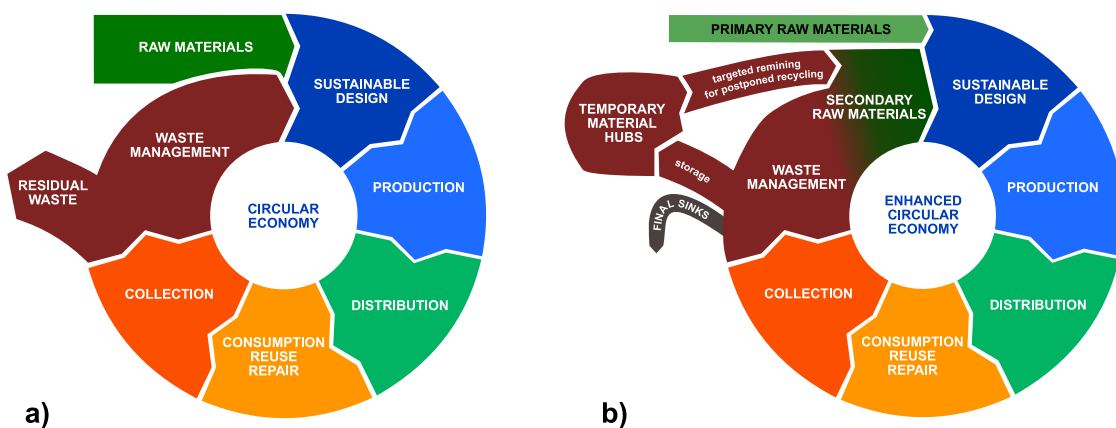 RAW MATERIALS
SUSTAINABLE
DESIGN
WASTE
MANAGEMENT
PRODUCTION
RESIDUAL
WASTE
CIRCULAR
ECONOMY
COLLECTION
DISTRIBUTION
CONSUMPTION
REUSE
REPAIR
a)
PRIMARY RAW MATERIALS
targeted remining
for postponed recycling
SUSTAINABLE
DESIGN
TEMPORARY
MATERIAL
HUBS
SECONDARY
RAW MATERIALS
storage
WASTE
MANAGEMENT
PRODUCTION
FINAL SINKS
ENHANCED
CIRCULAR
ECONOMY
COLLECTION
DISTRIBUTION
CONSUMPTION
REUSE
REPAIR
b)